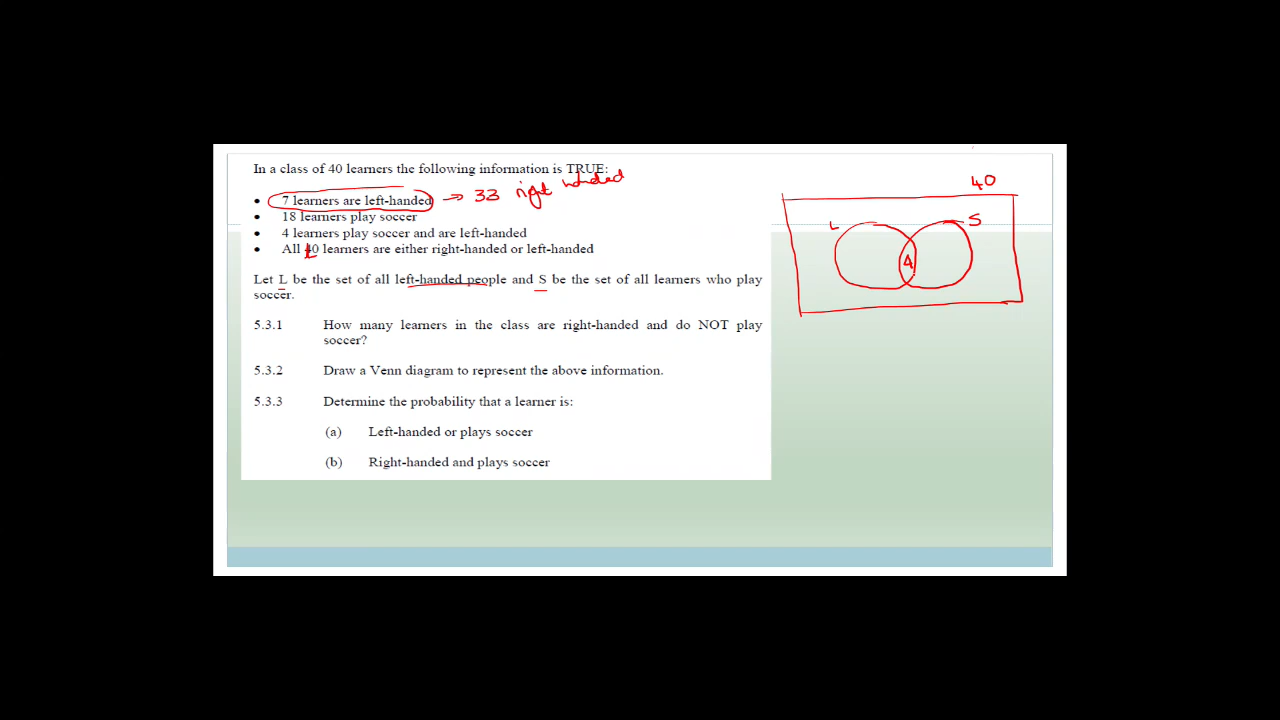 In a class of 40 learners the following information is TRUE:
• 7 learners are left-handed → 33 right handed
• 18 learners play soccer
• 4 learners play soccer and are left-handed
• All 40 learners are either right-handed or left-handed
Let L be the set of all left-handed people and S be the set of all learners who play
soccer.
5.3.1 How many learners in the class are right-handed and do NOT play
soccer?
5.3.2 Draw a Venn diagram to represent the above information.
5.3.3 Determine the probability that a learner is:
(a) Left-handed or plays soccer
(b) Right-handed and plays soccer
40
L S
4